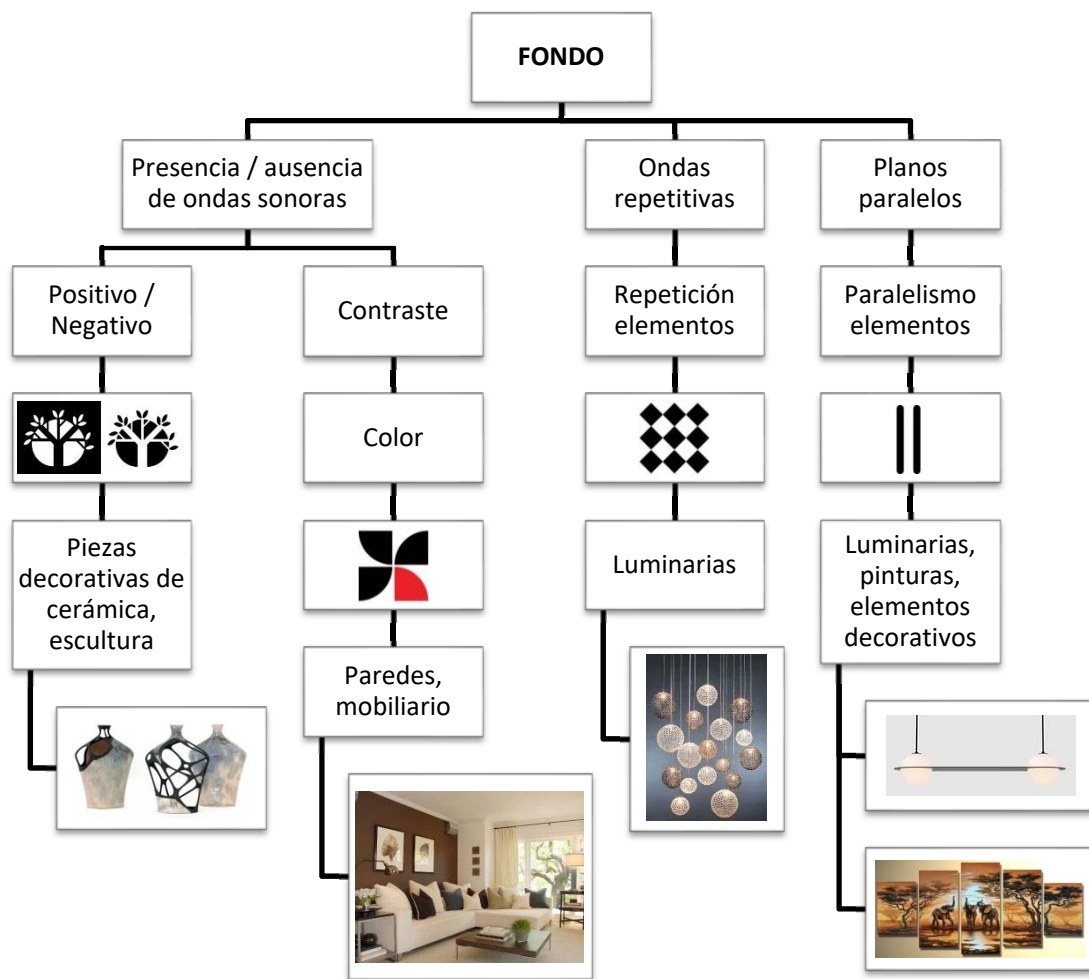 FONDO
Presencia / ausencia
de ondas sonoras
Ondas
repetitivas
Planos
paralelos
Positivo /
Negativo
Contraste
Repetición
elementos
Paralelismo
elementos
Color
Piezas
decorativas de
cerámica,
escultura
Luminarias
Luminarias,
pinturas,
elementos
decorativos
Paredes,
mobiliario